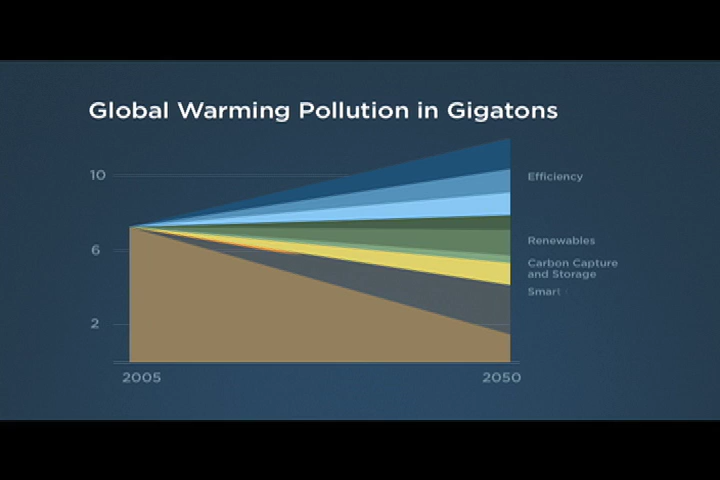 Global Warming Pollution in Gigatons
10
Efficiency
6
Renewables
Carbon Capture
and Storage
Smart
2
2005
2050